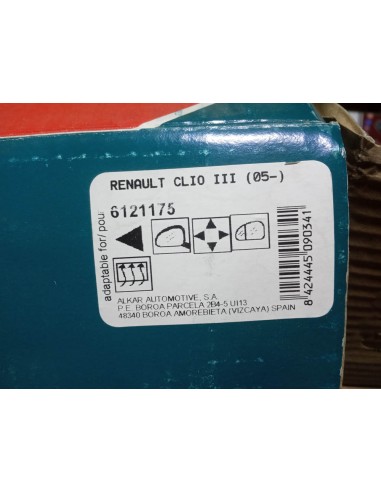 RENAULT CLIO III (05-)
adaptable for/ pour
6121175
ALKAR AUTOMOTIVE, S.A.
P.E. BOROA PARCELA 2B4-5 UI13
48340 BOROA AMOREBIETA (VIZCAYA) SPAIN
8 424445 090341